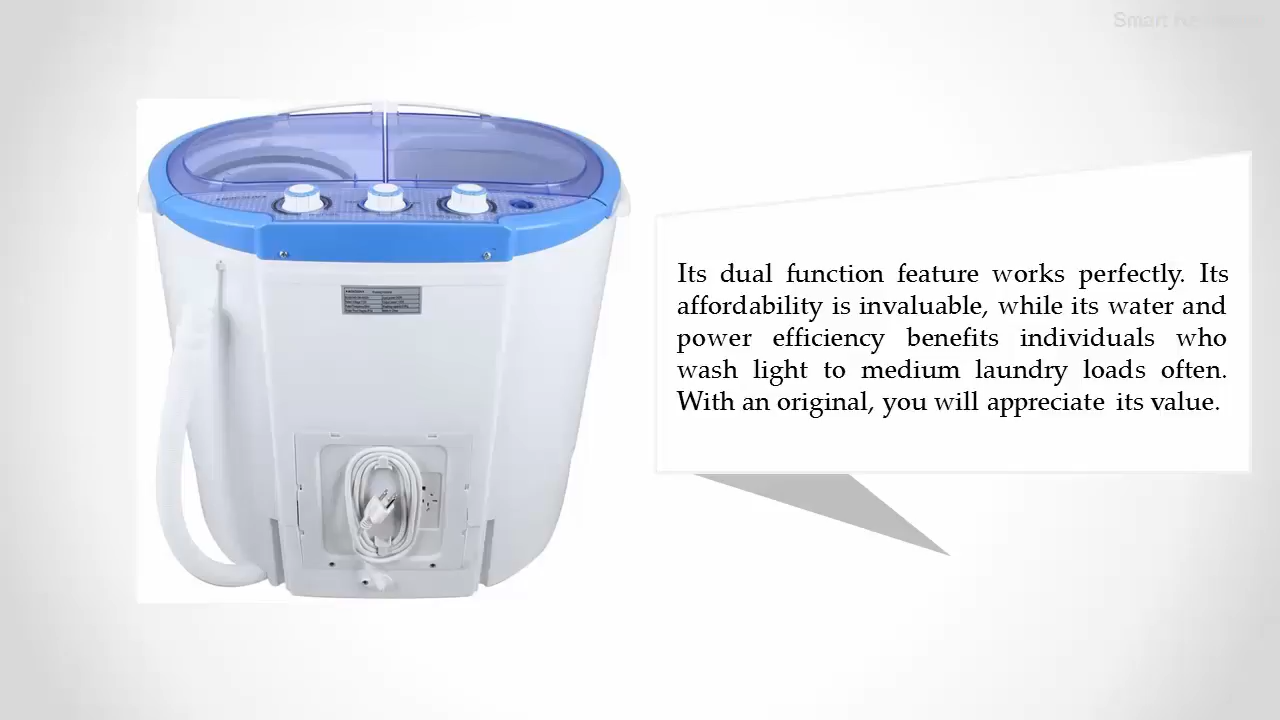 Smart
Its dual function feature works perfectly. Its
affordability is invaluable, while its water and
power efficiency benefits individuals who
wash light to medium laundry loads often.
With an original, you will appreciate its value.